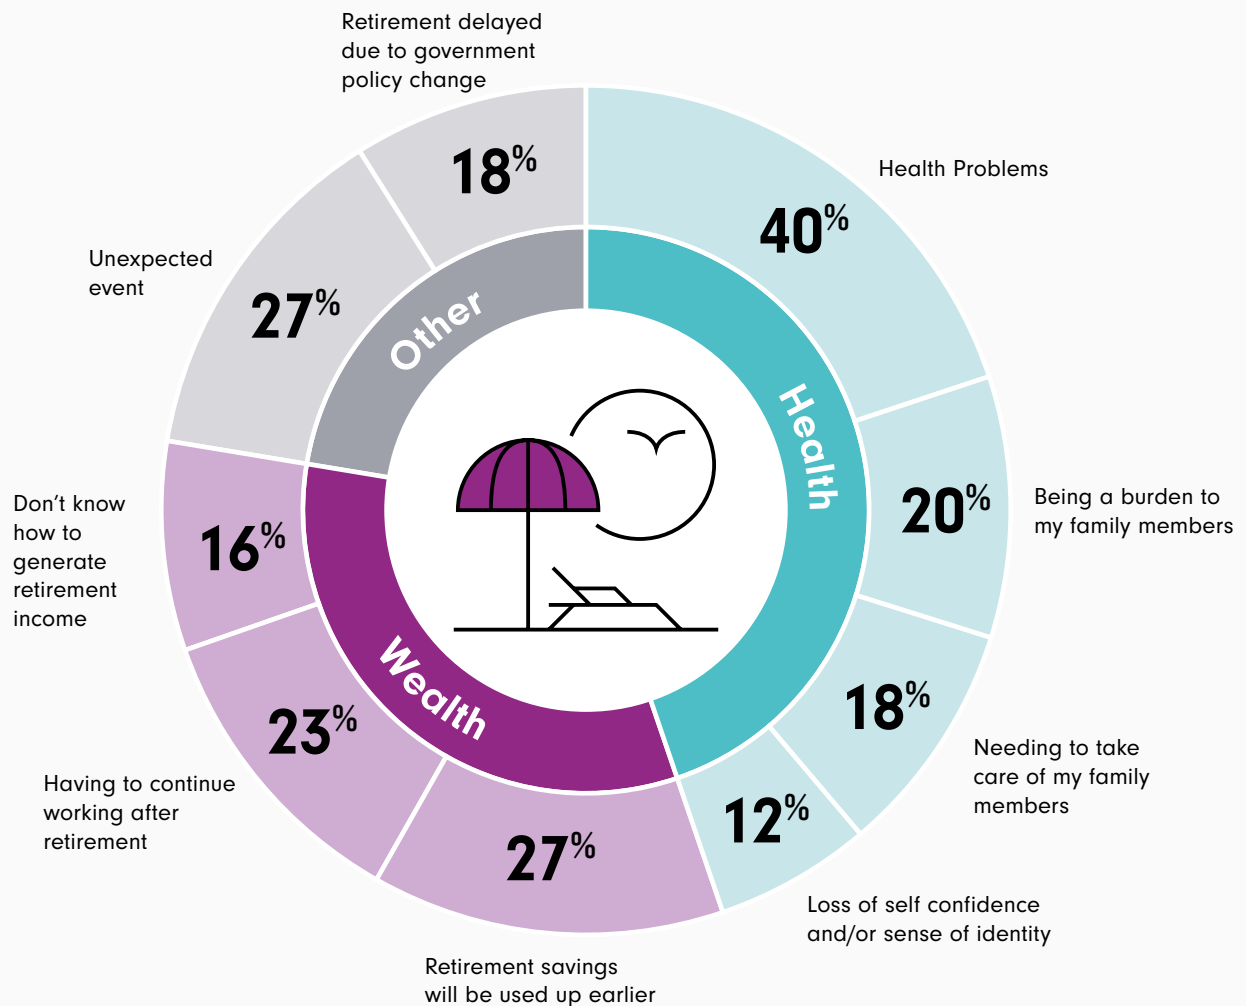 Retirement delayed
due to government
policy change
18%
Health Problems
40%
Unexpected
event
27%
Other
Health
Being a burden to
my family members
20%
Don't know
how to
generate
retirement
income
16%
Wealth
18%
Needing to take
care of my family
members
23%
Having to continue
working after
retirement
12%
Loss of self confidence
and/or sense of identity
27%
Retirement savings
will be used up earlier